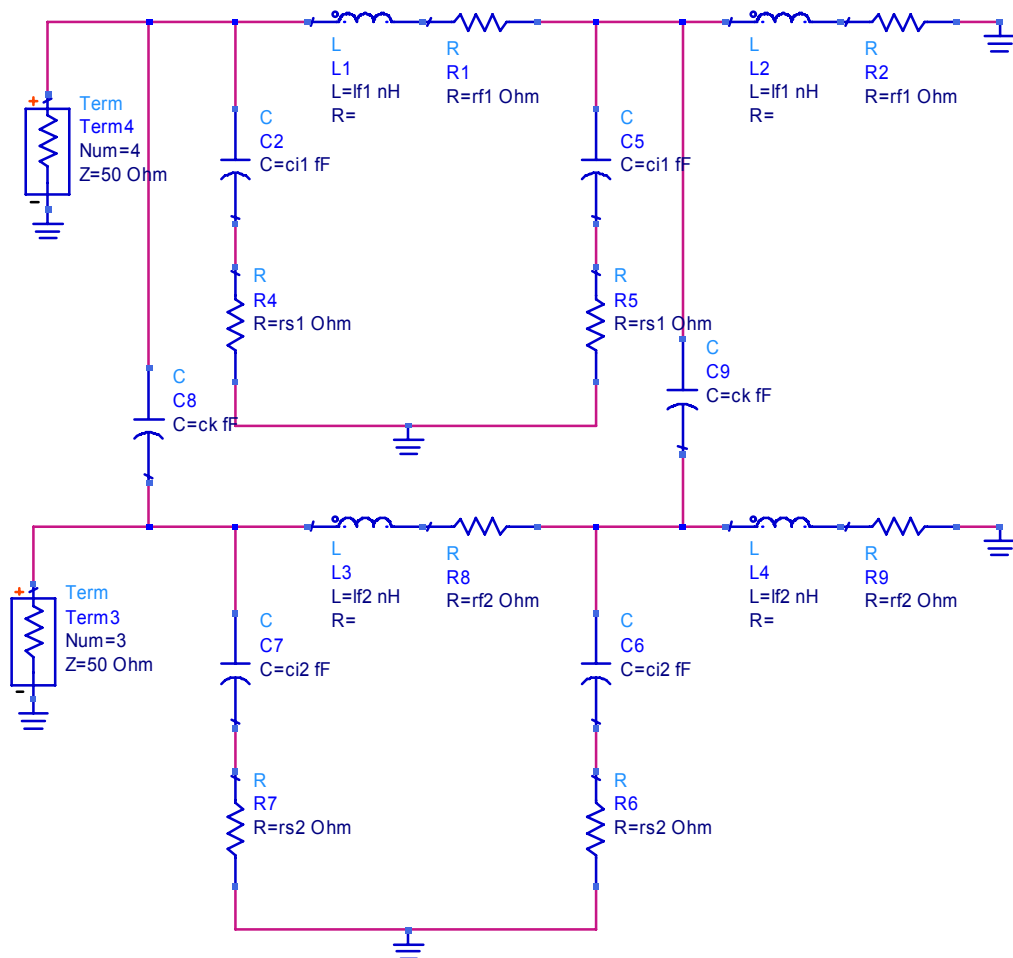 L
L1
L=lf1 nH
R=
R
R1
R=rf1 Ohm
L
L2
L=lf1 nH
R=
R
R2
R=rf1 Ohm
+
Term
Term4
Num=4
Z=50 Ohm
-
C
C2
C=ci1 fF
C
C5
C=ci1 fF
R
R4
R=rs1 Ohm
R
R5
R=rs1 Ohm
C
C8
C=ck fF
C
C9
C=ck fF
L
L3
L=lf2 nH
R=
R
R8
R=rf2 Ohm
L
L4
L=lf2 nH
R=
R
R9
R=rf2 Ohm
+
Term
Term3
Num=3
Z=50 Ohm
-
C
C7
C=ci2 fF
C
C6
C=ci2 fF
R
R7
R=rs2 Ohm
R
R6
R=rs2 Ohm